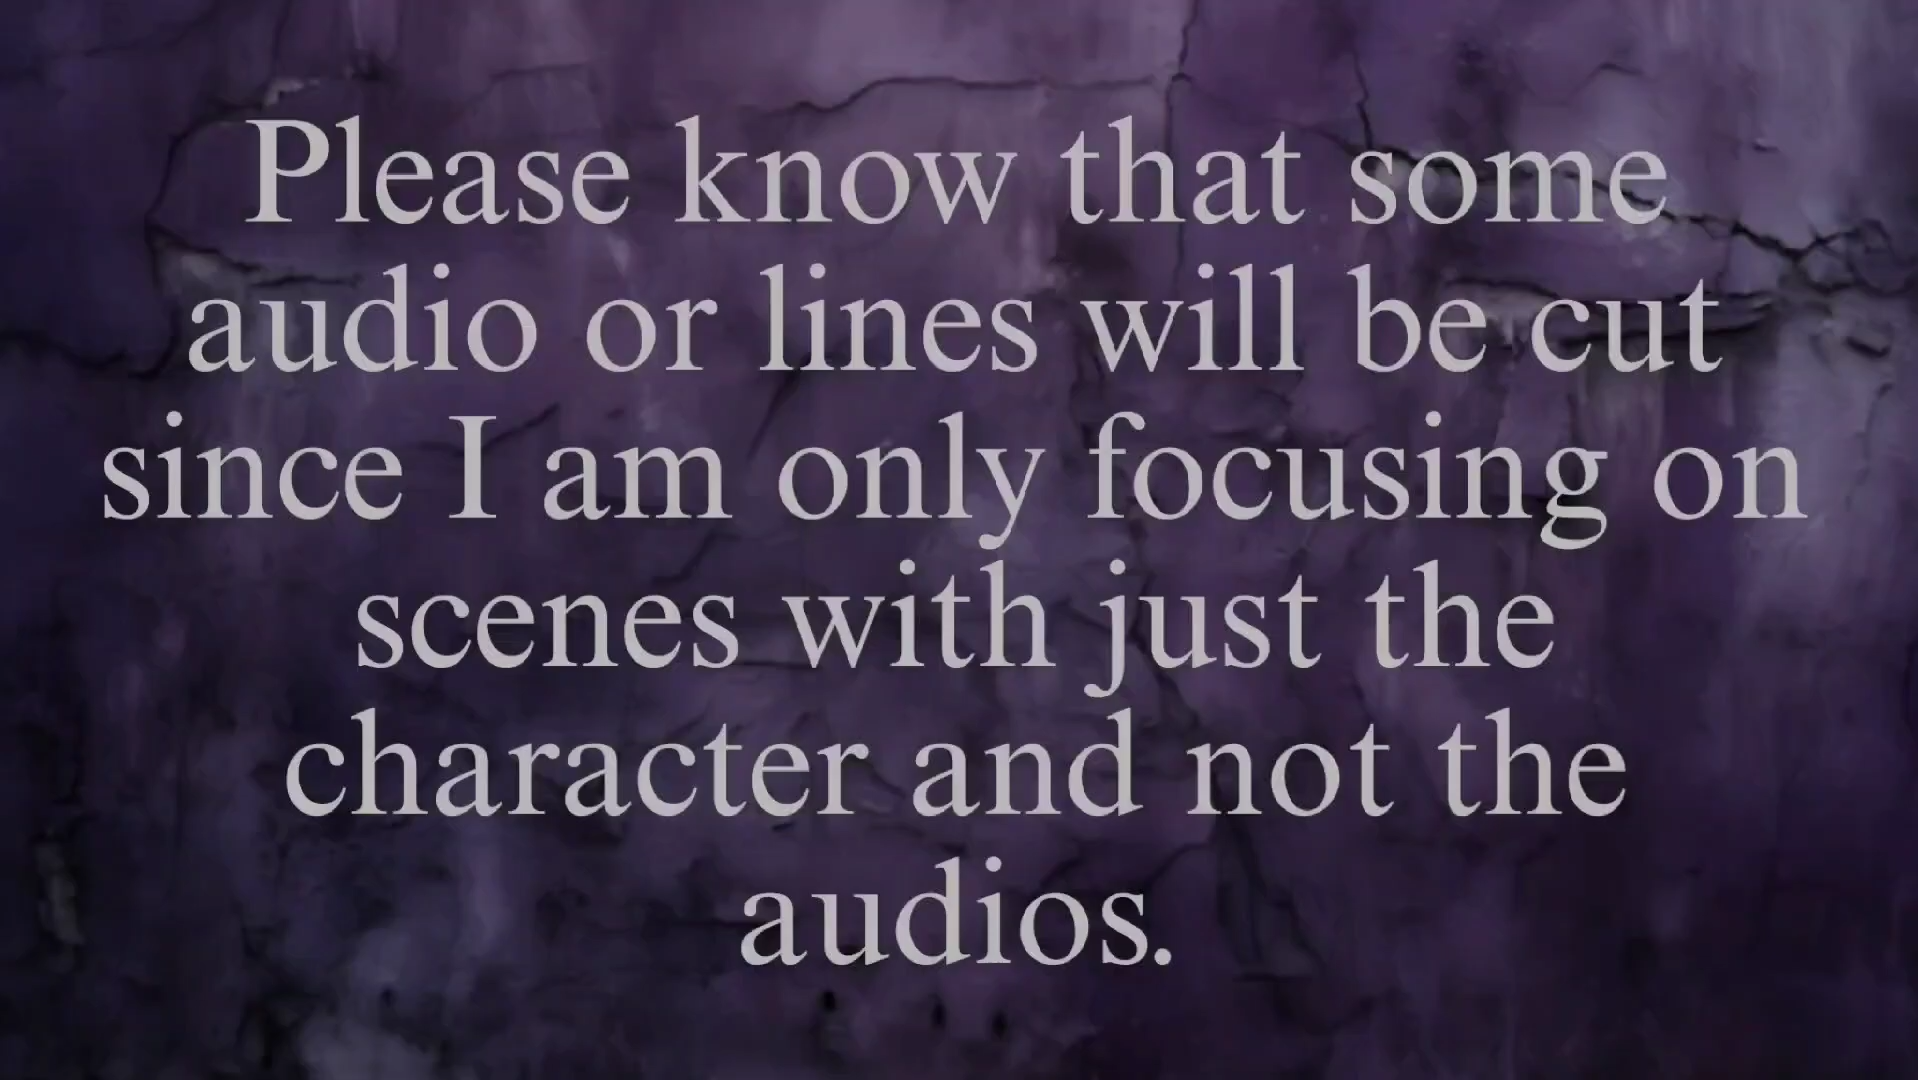 Please know that some
audio or lines will be cut
since I am only focusing on
scenes with just the
character and not the
audios.